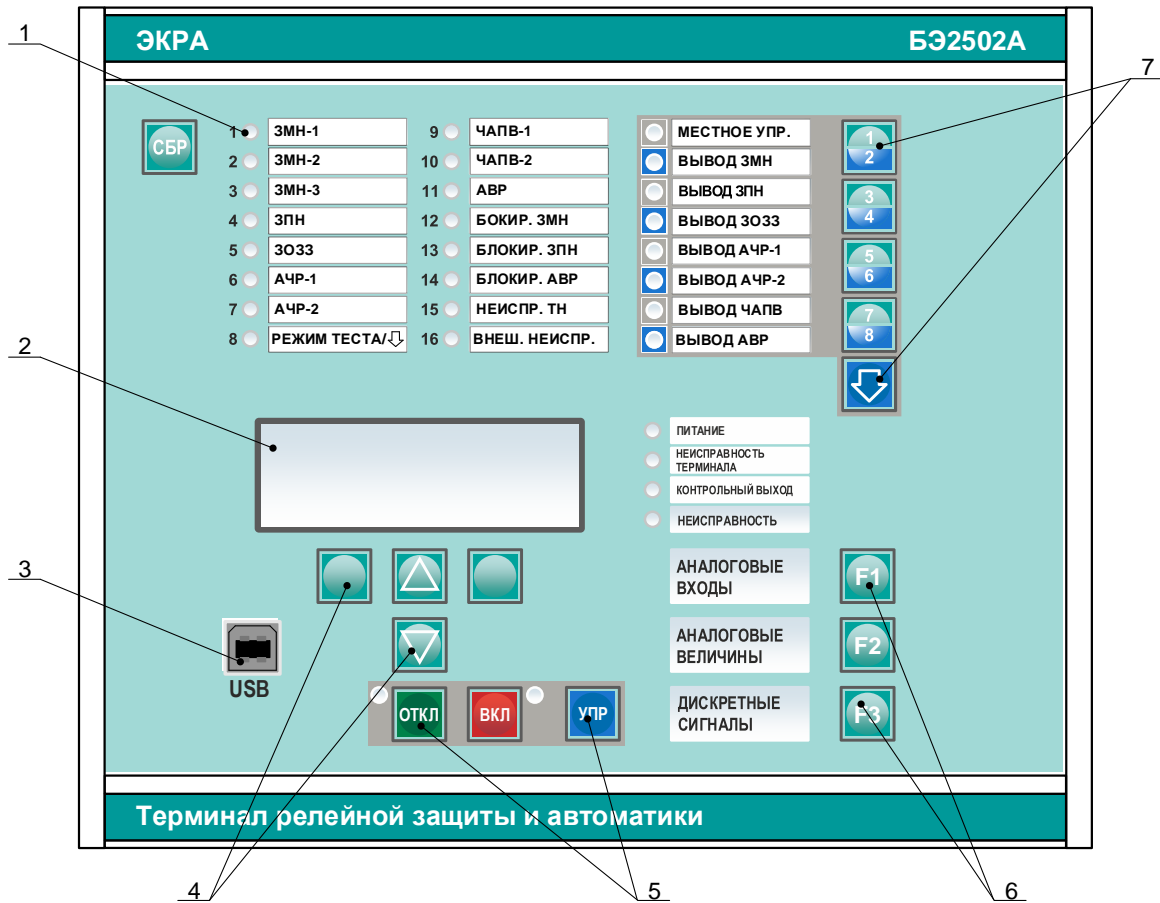 ЭКРА БЭ2502А
1
7
СБР
1 ЗМН-1
2 ЗМН-2
3 ЗМН-3
4 ЗПН
5 ЗОЗЗ
6 АЧР-1
7 АЧР-2
8 РЕЖИМ ТЕСТА/
9 ЧАПВ-1
10 ЧАПВ-2
11 АВР
12 БОКИР. ЗМН
13 БЛОКИР. ЗПН
14 БЛОКИР. АВР
15 НЕИСПР. ТН
16 ВНЕШ. НЕИСПР.
МЕСТНОЕ УПР.
ВЫВОД ЗМН
ВЫВОД ЗПН
ВЫВОД ЗОЗЗ
ВЫВОД АЧР-1
ВЫВОД АЧР-2
ВЫВОД ЧАПВ
ВЫВОД АВР
1
2
3
4
5
6
7
8
2
ПИТАНИЕ
НЕИСПРАВНОСТЬ
ТЕРМИНАЛА
КОНТРОЛЬНЫЙ ВЫХОД
НЕИСПРАВНОСТЬ
3
USB
АНАЛОГОВЫЕ
ВХОДЫ
F1
АНАЛОГОВЫЕ
ВЕЛИЧИНЫ
F2
ДИСКРЕТНЫЕ
СИГНАЛЫ
F3
ОТКЛ ВКЛ УПР
Терминал релейной защиты и автоматики
4 5 6